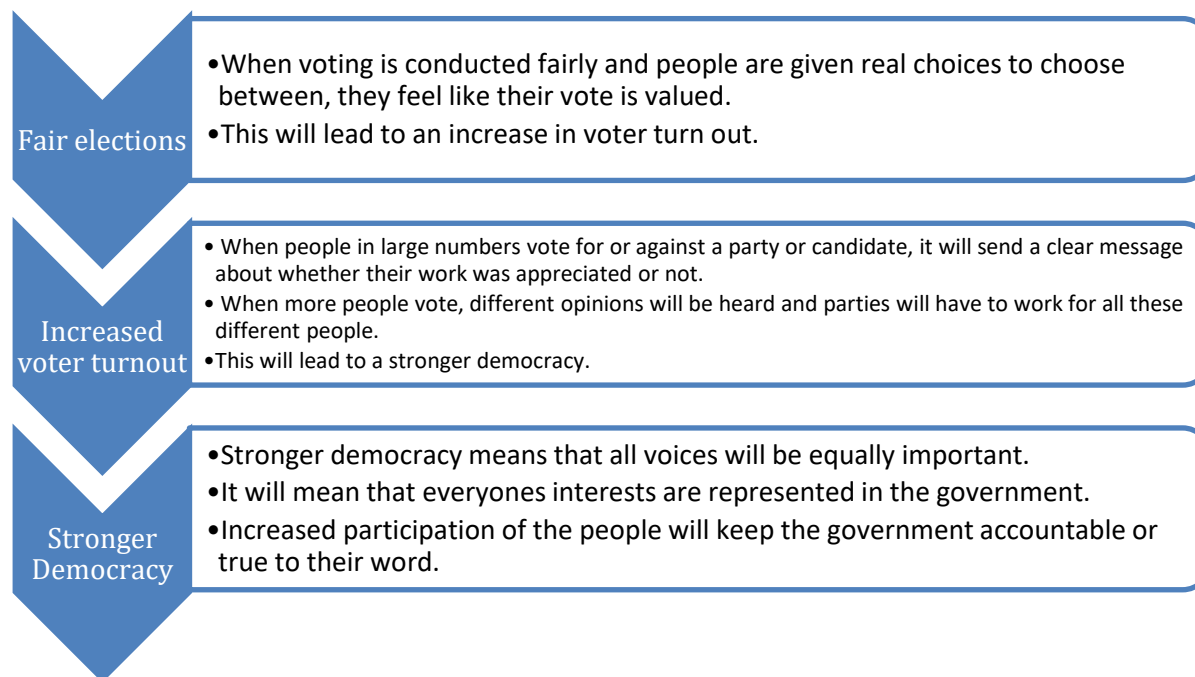 Fair elections
•When voting is conducted fairly and people are given real choices to choose
between, they feel like their vote is valued.
•This will lead to an increase in voter turn out.
Increased
voter turnout
• When people in large numbers vote for or against a party or candidate, it will send a clear message
about whether their work was appreciated or not.
• When more people vote, different opinions will be heard and parties will have to work for all these
different people.
•This will lead to a stronger democracy.
Stronger
Democracy
•Stronger democracy means that all voices will be equally important.
•It will mean that everyones interests are represented in the government.
•Increased participation of the people will keep the government accountable or
true to their word.